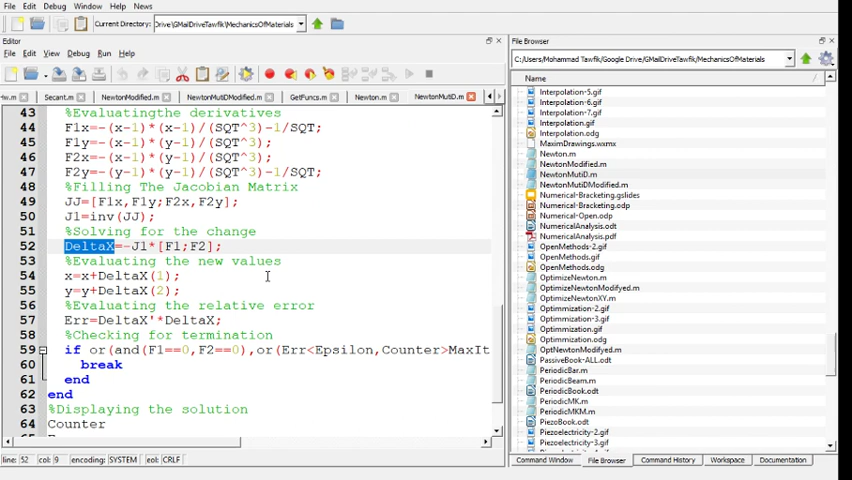 File Edit Debug Window Help News
Current Directory: Drive\GMailDriveTawfik\MechanicsOfMaterials
Editor
File Edit View Debug Run Help
File Browser
C:/Users/Mohammad Tawfik/Google Drive/GMailDriveTawfik/MechanicsOfMaterials
Secant.m
NewtonModified.m
NewtonMutiDModified.m
GetFuncs.m
Newton.m
NewtonMutiD.m
43 %Evaluatingthe derivatives
44 F1x=-(x-1)*(x-1)/(SQT^3)-1/SQT;
45 F1y=-(y-1)*(x-1)/(SQT^3);
46 F2x=-(x-1)*(y-1)/(SQT^3);
47 F2y=-(y-1)*(y-1)/(SQT^3)-1/SQT;
48 %Filling The Jacobian Matrix
49 JJ=[F1x,F1y;F2x,F2y];
50 J1=inv(JJ);
51 %Solving for the change
52 DeltaX=-J1*[F1;F2];
53 %Evaluating the new values
54 x=x+DeltaX(1);
55 y=y+DeltaX(2);
56 %Evaluating the relative error
57 Err=DeltaX'*DeltaX;
58 %Checking for termination
59 if or(and(F1==0,F2==0),or(Err<Epsilon,Counter>MaxIt
60 break
61 end
62 end
63 %Displaying the solution
64 Counter
line: 52 col: 9 encoding: SYSTEM eol: CRLF
Name
Interpolation-5.gif
Interpolation-6.gif
Interpolation-7.gif
Interpolation.gif
Interpolation.odg
MaximDrawings.wxmx
Newton.m
NewtonModified.m
NewtonMutiD.m
NewtonMutiDModified.m
Numerical-Bracketing.gslides
Numerical-Bracketing.odp
Numerical-Open.odp
NumericalAnalysis.pdf
OpenMethods-2.gif
OpenMethods.gif
OpenMethods.odg
OptimizeNewton.m
OptimizeNewtonXY.m
OptimizNewtonModifyed.m
Optimization-2.gif
Optimization-3.gif
Optimization.gif
Optimization.odg
OptNewtonModifyed.m
PassiveBook-ALL.odt
PeriodicBar.m
PeriodicBeam.m
PeriodicBook.odt
PeriodicMK.m
PeriodicMKM.m
PiezoBook.odt
Piezoelectricity-2.gif
Piezoelectricity-3.gif
Command Window File Browser Command History Workspace Documentation